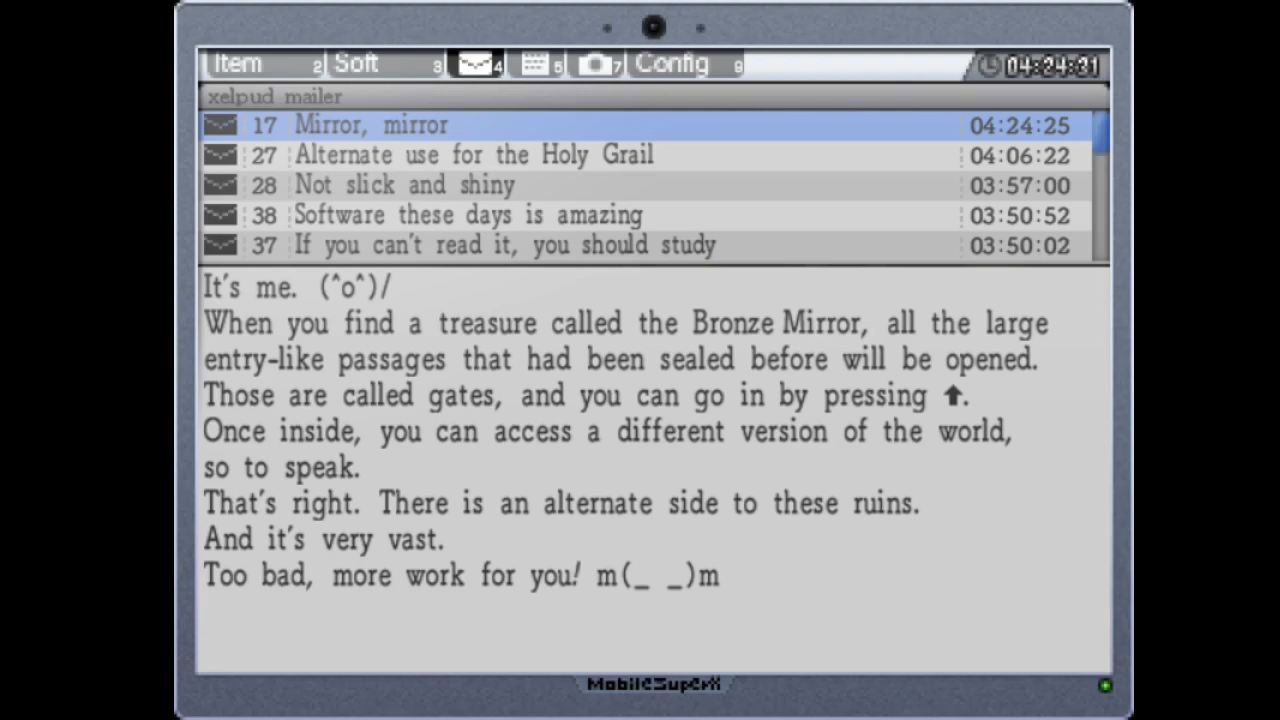 Item 2 Soft 3 4 5 7 Config 9
xelpud mailer
17 Mirror, mirror 04:24:25
27 Alternate use for the Holy Grail 04:06:22
28 Not slick and shiny 03:57:00
38 Software these days is amazing 03:50:52
37 If you can't read it, you should study 03:50:02
It's me. (^o^)/
When you find a treasure called the Bronze Mirror, all the large
entry-like passages that had been sealed before will be opened.
Those are called gates, and you can go in by pressing ⬆.
Once inside, you can access a different version of the world,
so to speak.
That's right. There is an alternate side to these ruins.
And it's very vast.
Too bad, more work for you! m(_ _)m
MobileSuperX